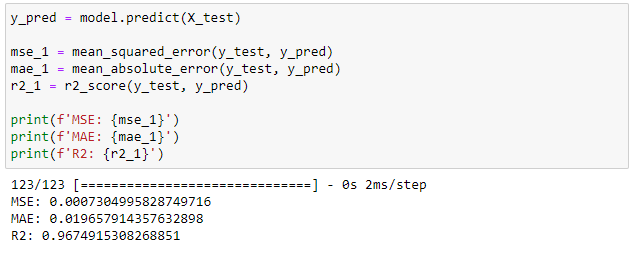 y_pred = model.predict(X_test)
mse_1 = mean_squared_error(y_test, y_pred)
mae_1 = mean_absolute_error(y_test, y_pred)
r2_1 = r2_score(y_test, y_pred)
print(f'MSE: {mse_1}')
print(f'MAE: {mae_1}')
print(f'R2: {r2_1}')
123/123 [==============================] - 0s 2ms/step
MSE: 0.0007304995828749716
MAE: 0.019657914357632898
R2: 0.9674915308268851